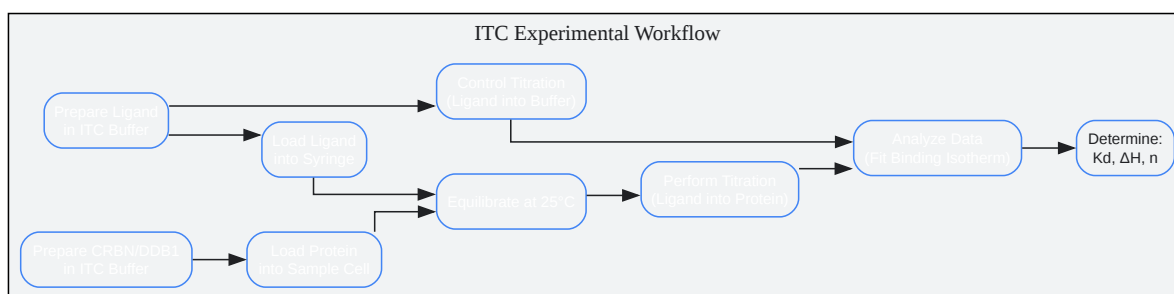 ITC Experimental Workflow
Control Titration
(Ligand into Buffer)
Prepare Ligand
in ITC Buffer
Load Ligand
into Syringe
Analyze Data
(Fit Binding Isotherm)
Determine:
Kd, ΔH, n
Perform Titration
(Ligand into Protein)
Equilibrate at 25°C
Prepare CRBN/DDB1
in ITC Buffer
Load Protein
into Sample Cell